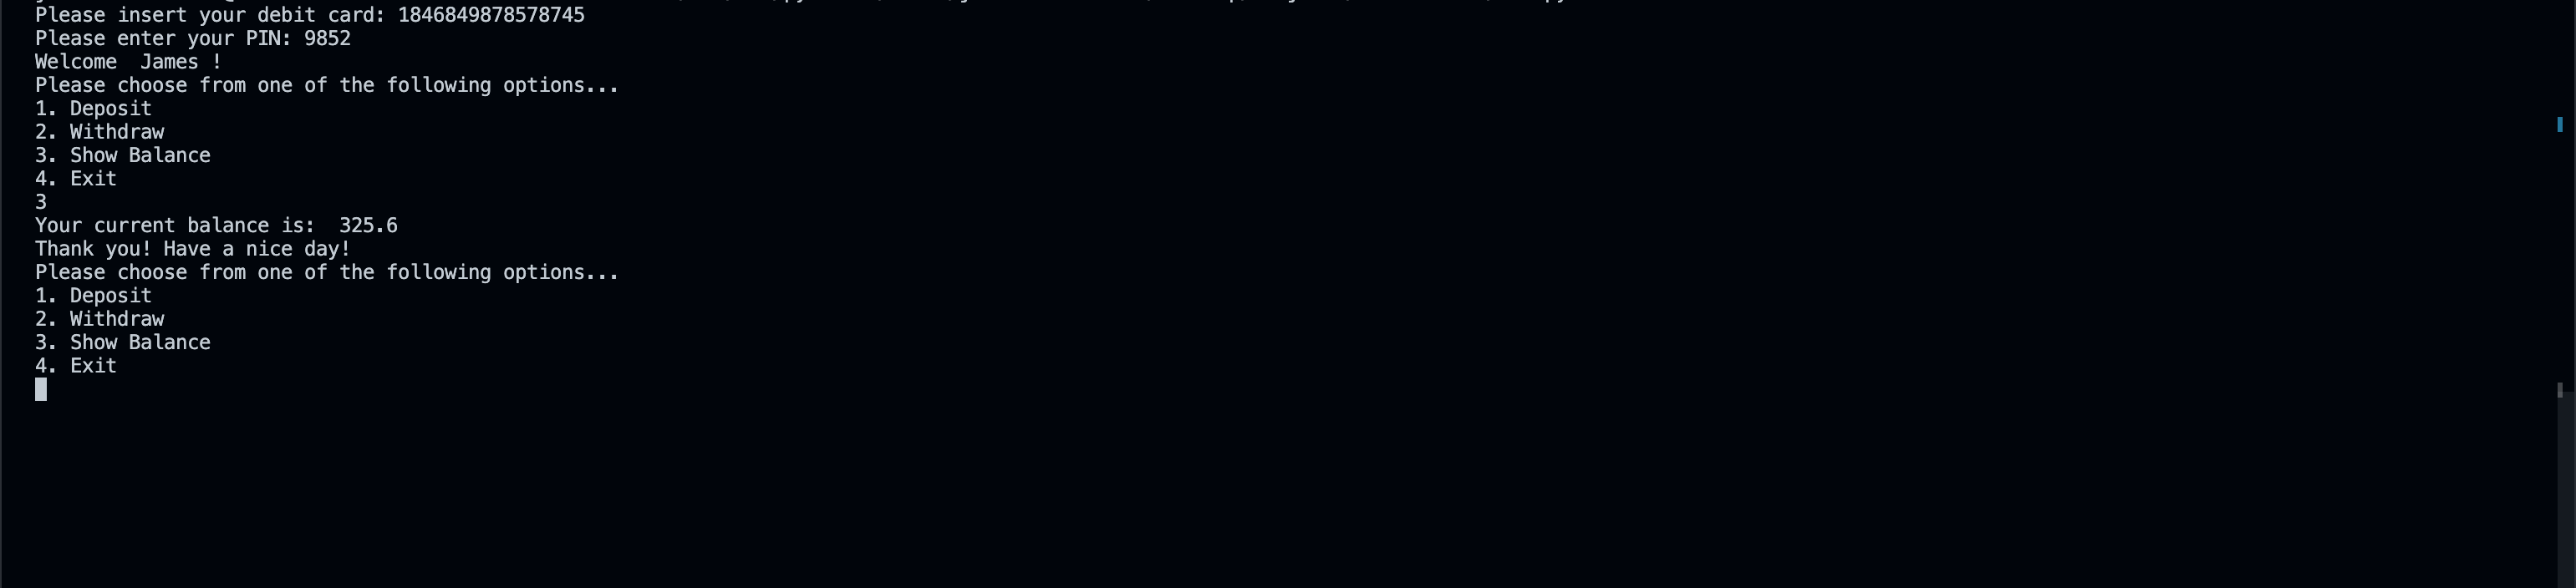 Please insert your debit card: 1846849878578745
Please enter your PIN: 9852
Welcome  James !
Please choose from one of the following options...
1. Deposit
2. Withdraw
3. Show Balance
4. Exit
3
Your current balance is:  325.6
Thank you! Have a nice day!
Please choose from one of the following options...
1. Deposit
2. Withdraw
3. Show Balance
4. Exit